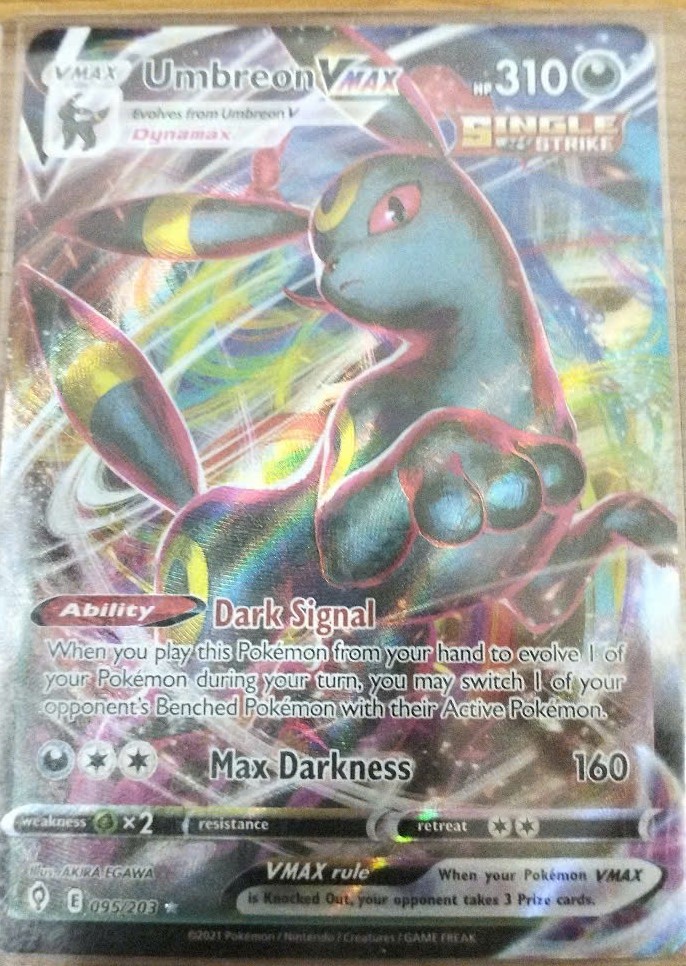 VMAX
Umbreon VMAX
HP 310
Evolves from Umbreon V
Dynamax
SINGLE
STRIKE
Ability Dark Signal
When you play this Pokémon from your hand to evolve 1 of
your Pokémon during your turn, you may switch 1 of your
opponent's Benched Pokémon with their Active Pokémon.
Max Darkness 160
weakness ×2 resistance retreat
Illus. AKIRA EGAWA
E 095/203 ★
VMAX rule When your Pokémon VMAX
is Knocked Out, your opponent takes 3 Prize cards.
©2021 Pokémon / Nintendo / Creatures / GAME FREAK